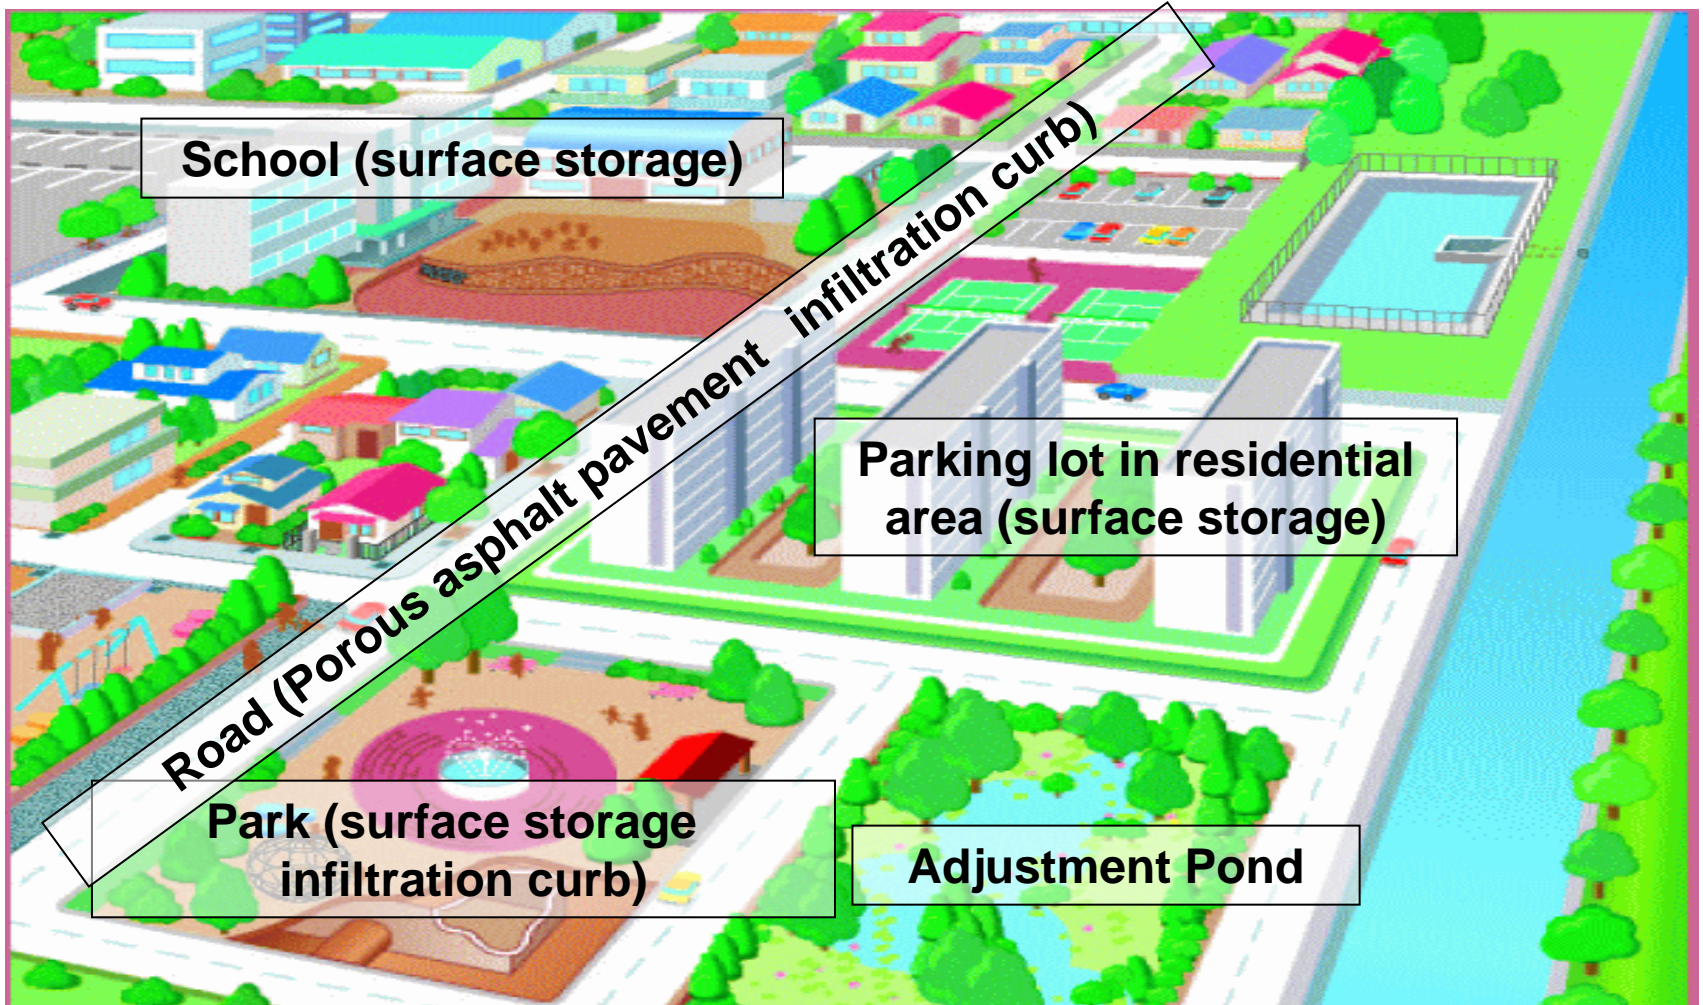 School (surface storage)
Road (Porous asphalt pavement infiltration curb)
Parking lot in residential
area (surface storage)
Park (surface storage
infiltration curb)
Adjustment Pond